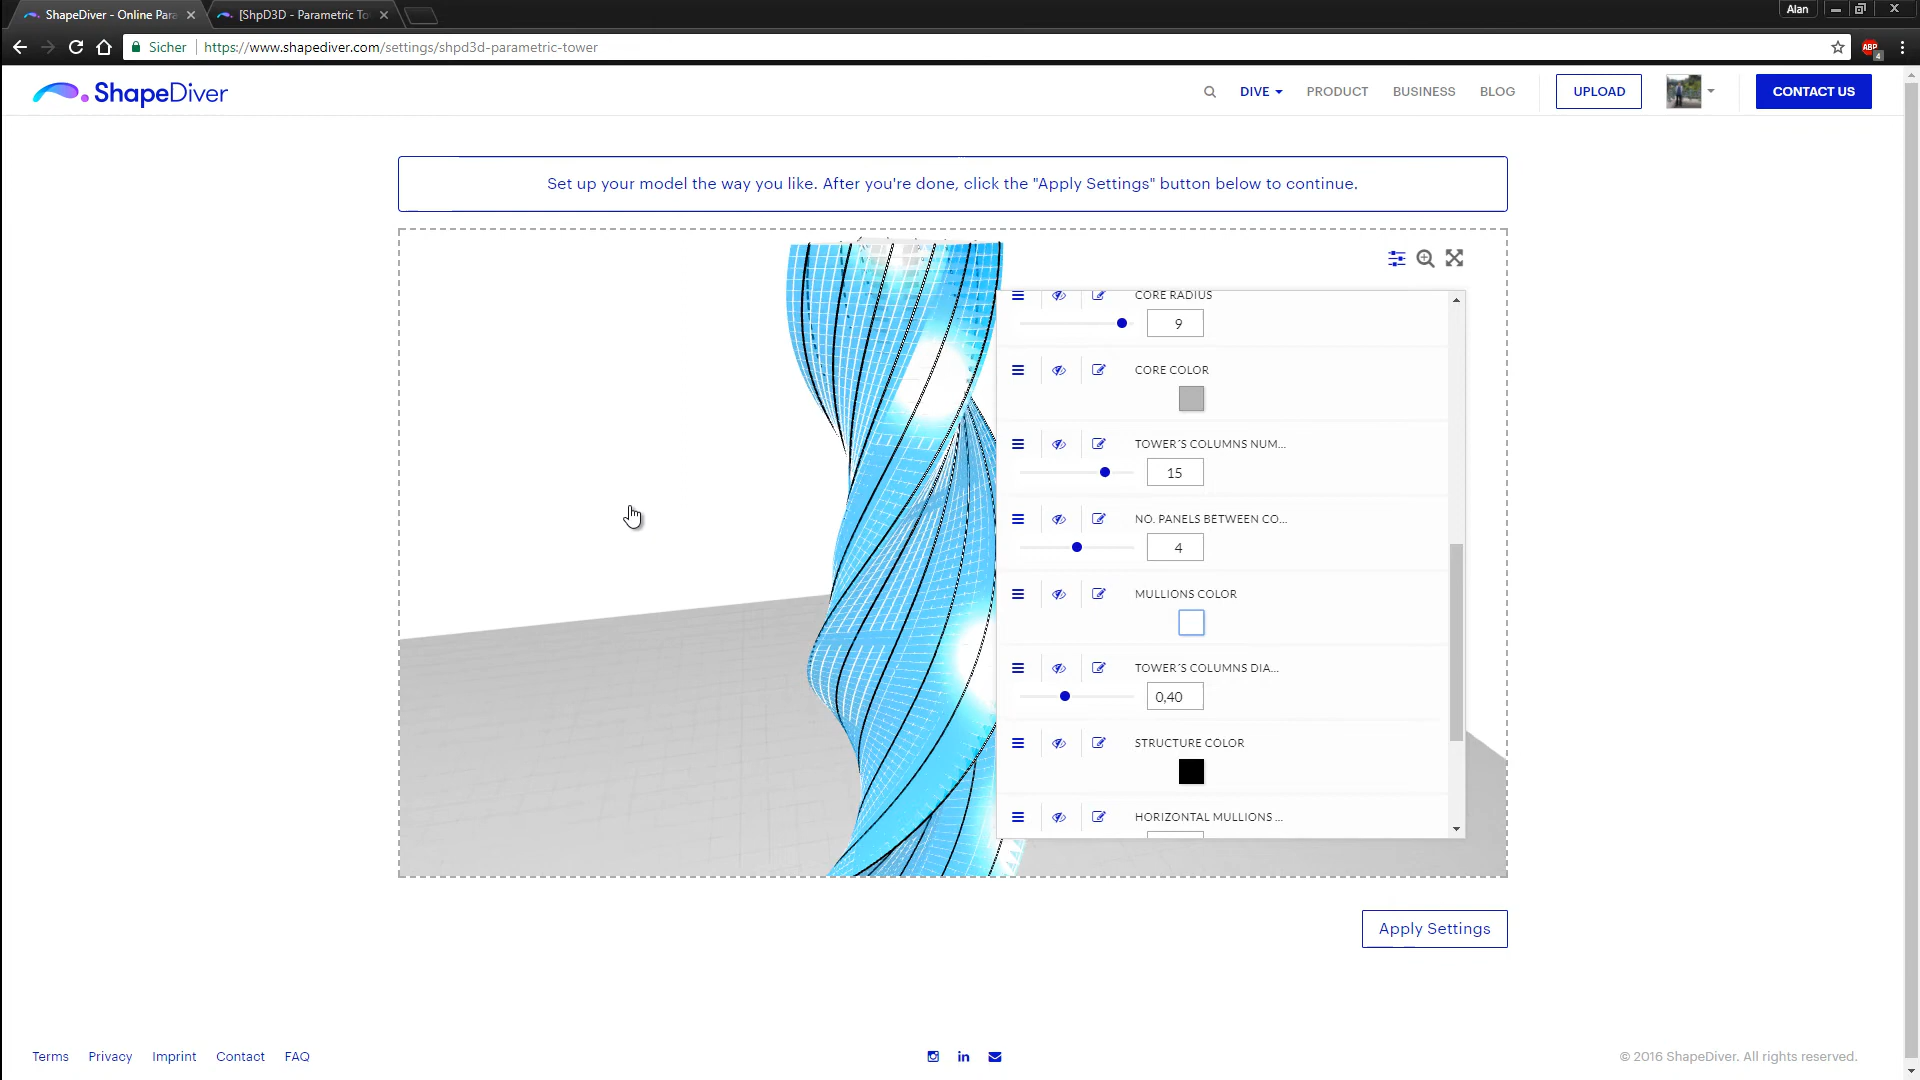 ShapeDiver - Online Para
[ShpD3D - Parametric To
Alan
Sicher
https://www.shapediver.com/settings/shpd3d-parametric-tower
ABP
4
ShapeDiver
DIVE
PRODUCT
BUSINESS
BLOG
UPLOAD
CONTACT US
Set up your model the way you like. After you're done, click the "Apply Settings" button below to continue.
CORE RADIUS
9
CORE COLOR
TOWER´S COLUMNS NUM...
15
NO. PANELS BETWEEN CO...
4
MULLIONS COLOR
TOWER´S COLUMNS DIA...
0,40
STRUCTURE COLOR
HORIZONTAL MULLIONS ...
Apply Settings
Terms
Privacy
Imprint
Contact
FAQ
© 2016 ShapeDiver. All rights reserved.